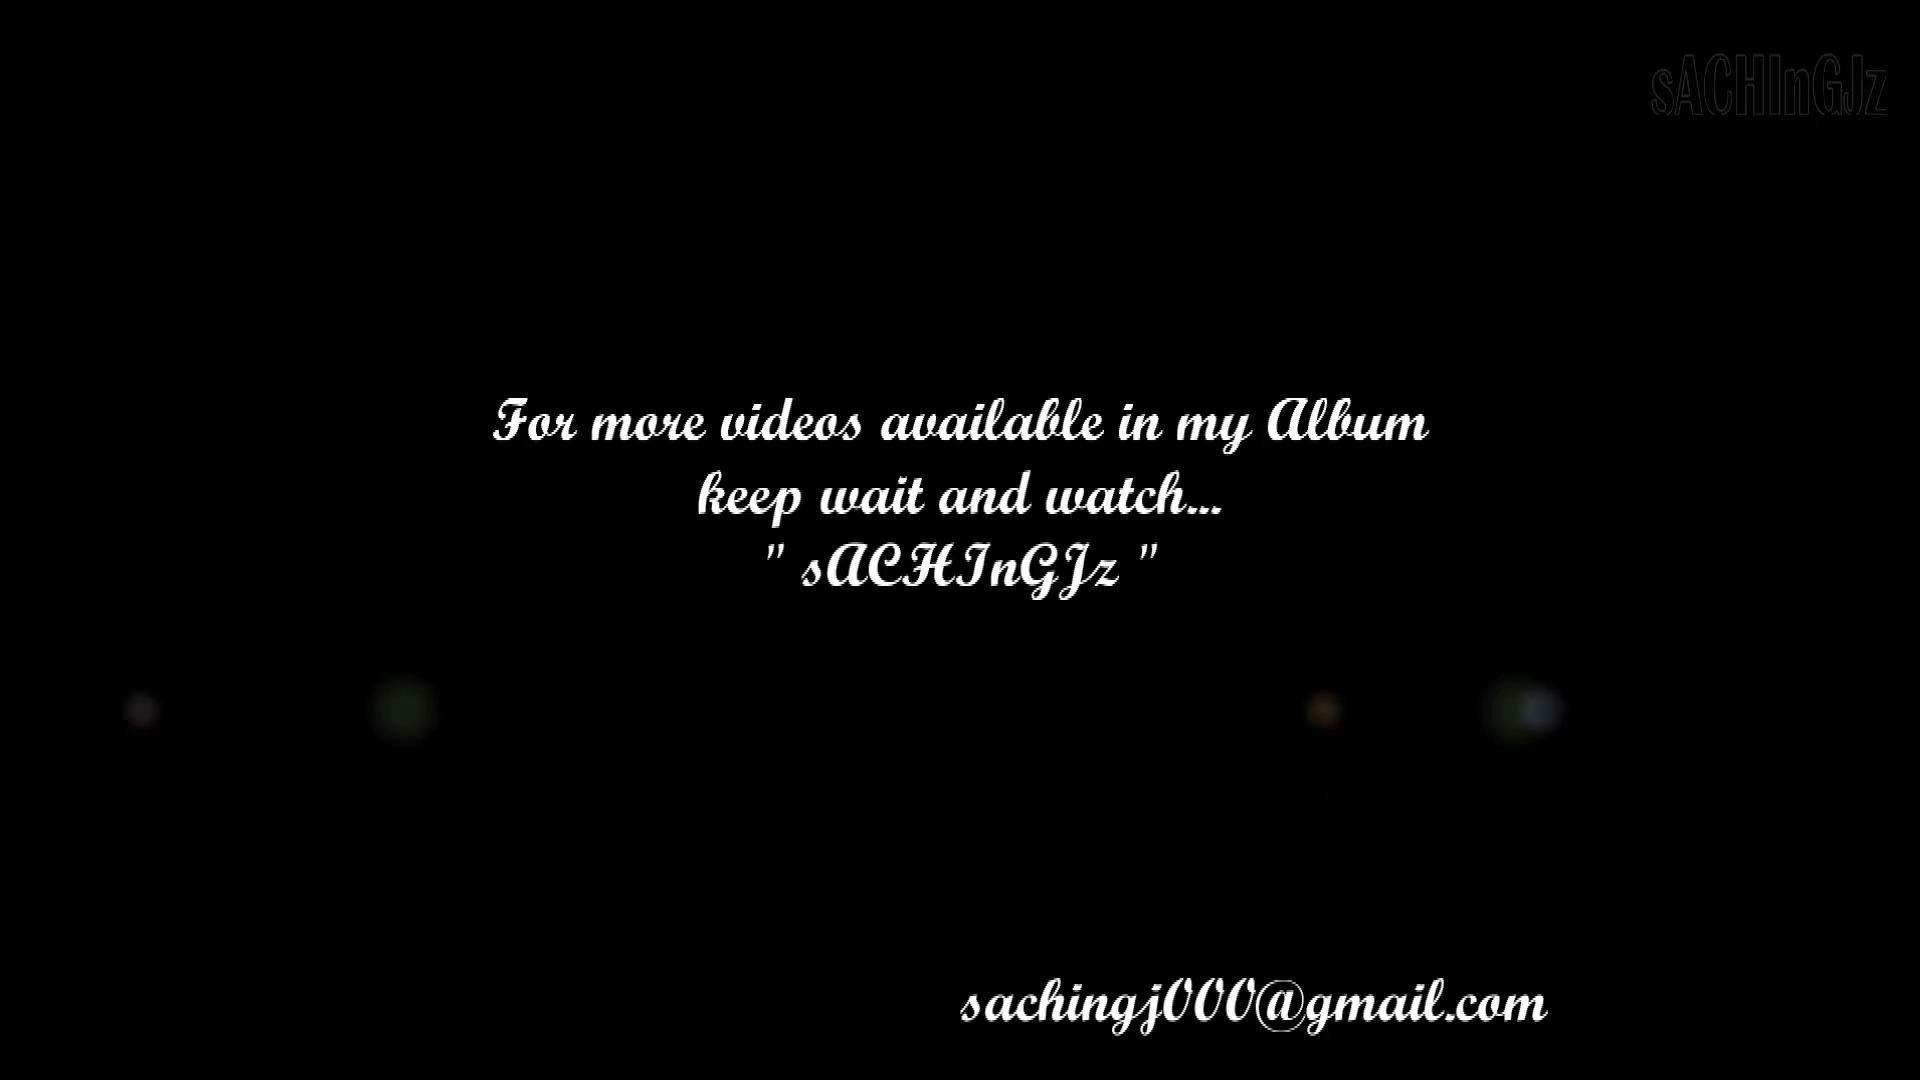 sACHInGJz
For more videos available in my Album
keep wait and watch...
" sACHInGJz "
sachingj000@gmail.com